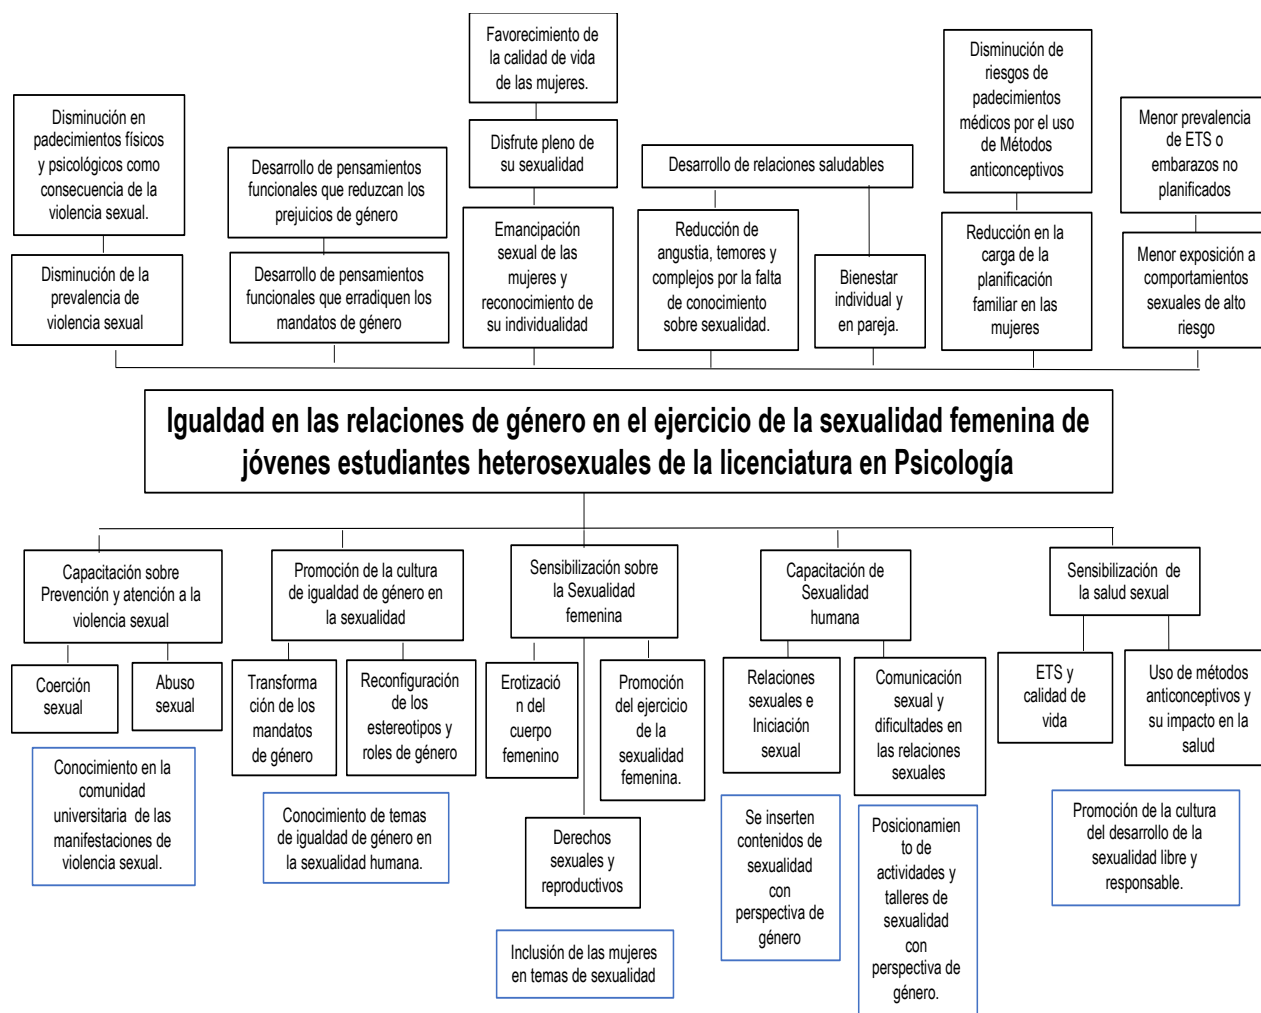 Favorecimiento de
la calidad de vida
de las mujeres.
Disminución de
riesgos de
padecimientos
médicos por el uso
de Métodos
anticonceptivos
Disminución en
padecimientos físicos
y psicológicos como
consecuencia de la
violencia sexual.
Menor prevalencia
de ETS o
embarazos no
planificados
Desarrollo de pensamientos
funcionales que reduzcan los
prejuicios de género
Disfrute pleno de
su sexualidad
Desarrollo de relaciones saludables
Disminución de la
prevalencia de
violencia sexual
Desarrollo de pensamientos
funcionales que erradiquen los
mandatos de género
Emancipación
sexual de las
mujeres y
reconocimiento de
su individualidad
Reducción de
angustia, temores y
complejos por la falta
de conocimiento
sobre sexualidad.
Bienestar
individual y
en pareja.
Reducción en la
carga de la
planificación
familiar en las
mujeres
Menor exposición a
comportamientos
sexuales de alto
riesgo
Igualdad en las relaciones de género en el ejercicio de la sexualidad femenina de
jóvenes estudiantes heterosexuales de la licenciatura en Psicología
Capacitación sobre
Prevención y atención a la
violencia sexual
Promoción de la cultura
de igualdad de género en
la sexualidad
Sensibilización sobre
la Sexualidad
femenina
Capacitación de
Sexualidad
humana
Sensibilización de
la salud sexual
Coerción
sexual
Abuso
sexual
Transforma
ción de los
mandatos
de género
Reconfiguración
de los
estereotipos y
roles de género
Erotizació
n del
cuerpo
femenino
Promoción
del ejercicio
de la
sexualidad
femenina.
Relaciones
sexuales e
Iniciación
sexual
Comunicación
sexual y
dificultades en
las relaciones
sexuales
ETS y
calidad de
vida
Uso de métodos
anticonceptivos y
su impacto en la
salud
Conocimiento en la
comunidad
universitaria de las
manifestaciones de
violencia sexual.
Conocimiento de temas
de igualdad de género en
la sexualidad humana.
Derechos
sexuales y
reproductivos
Inclusión de las mujeres
en temas de sexualidad
Se inserten
contenidos de
sexualidad
con
perspectiva de
género
Posicionamien
to de
actividades y
talleres de
sexualidad
con
perspectiva de
género.
Promoción de la cultura
del desarrollo de la
sexualidad libre y
responsable.